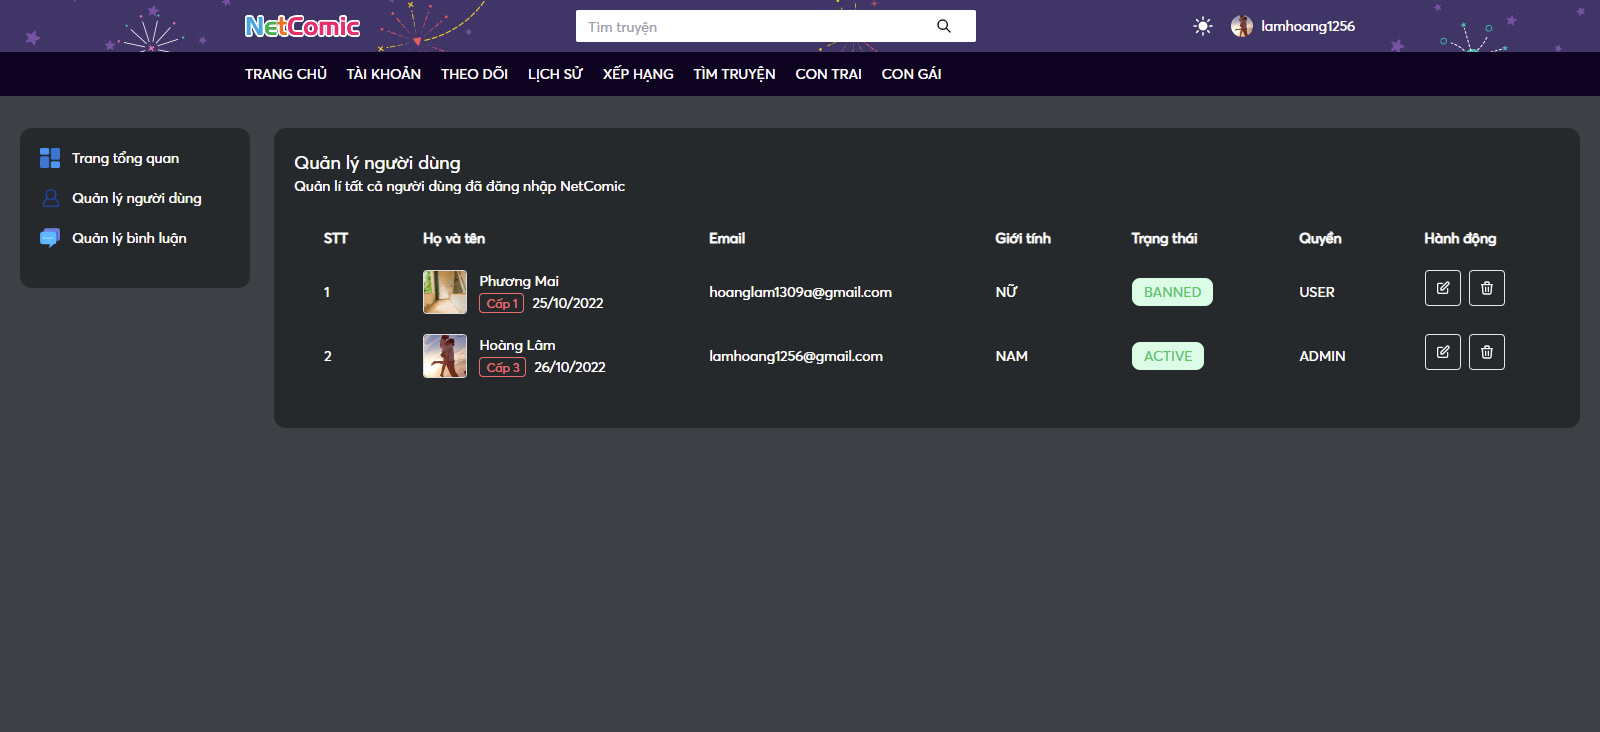 NetComic
Tìm truyện
lamhoang1256
TRANG CHỦ TÀI KHOẢN THEO DÕI LỊCH SỬ XẾP HẠNG TÌM TRUYỆN CON TRAI CON GÁI
Trang tổng quan
Quản lý người dùng
Quản lý bình luận
Quản lý người dùng
Quản lí tất cả người dùng đã đăng nhập NetComic
STT Họ và tên Email Giới tính Trạng thái Quyền Hành động
1 Phương Mai
Cấp 1 25/10/2022
hoanglam1309a@gmail.com NỮ BANNED USER
2 Hoàng Lâm
Cấp 3 26/10/2022
lamhoang1256@gmail.com NAM ACTIVE ADMIN